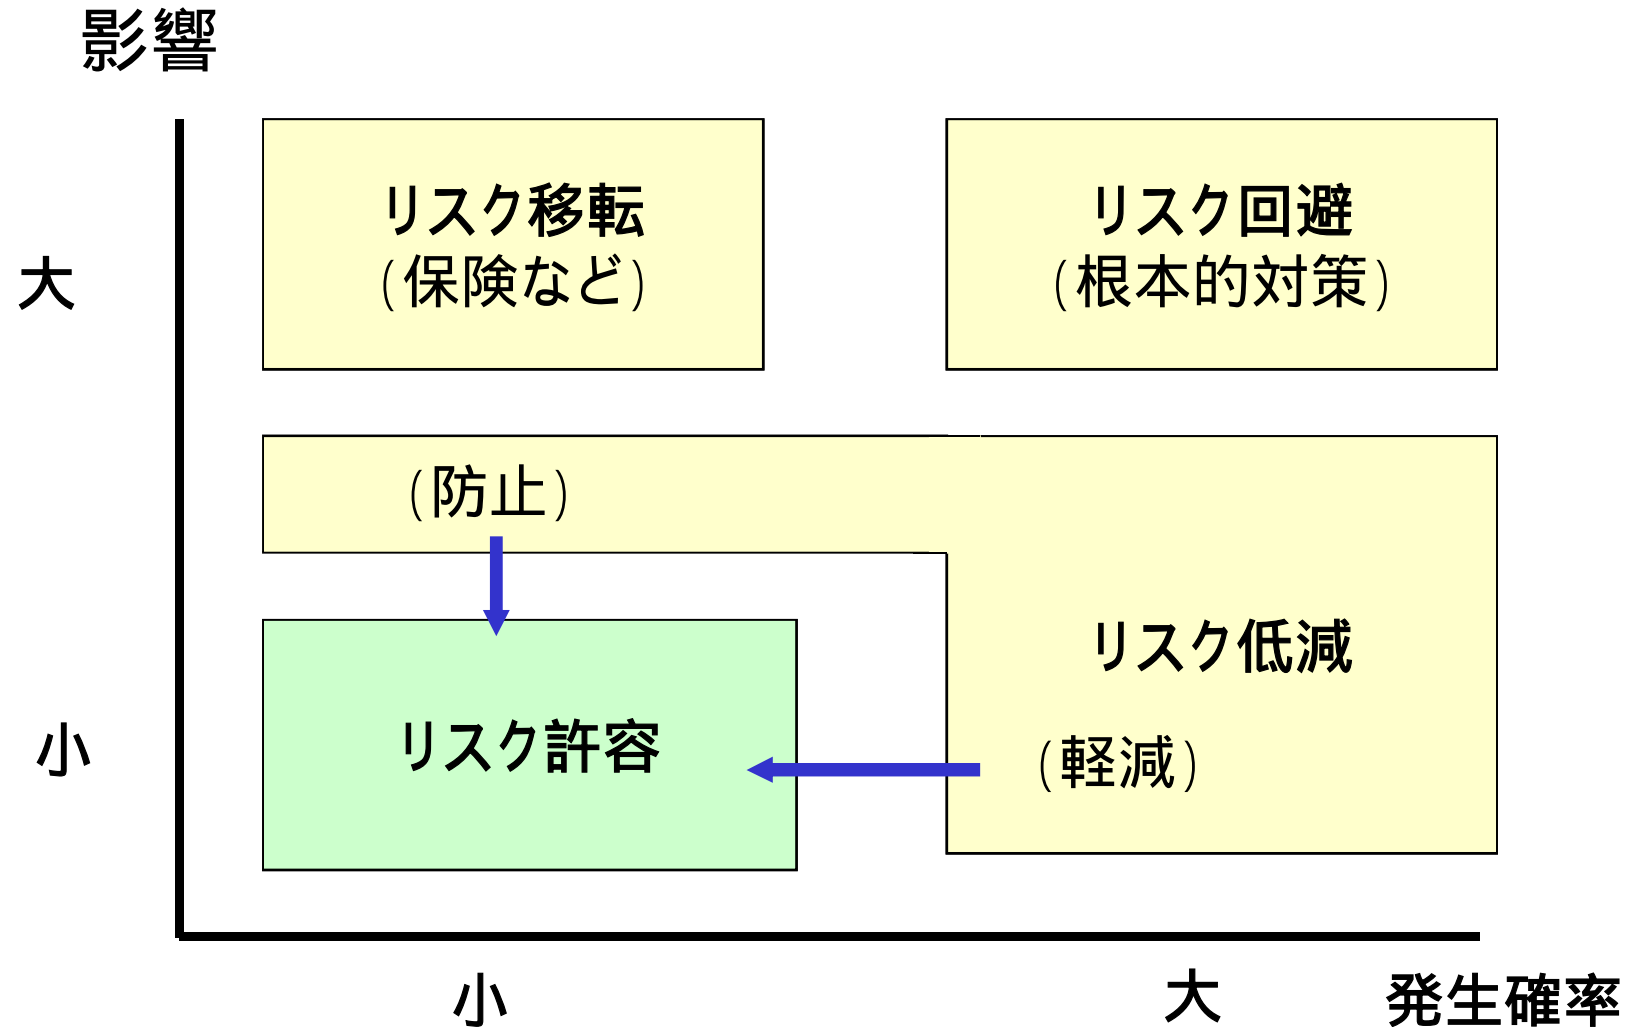 影響
大
リスク移転
(保険など)
リスク回避
(根本的対策)
(防止)
リスク低減
小
リスク許容
(軽減)
小
大
発生確率